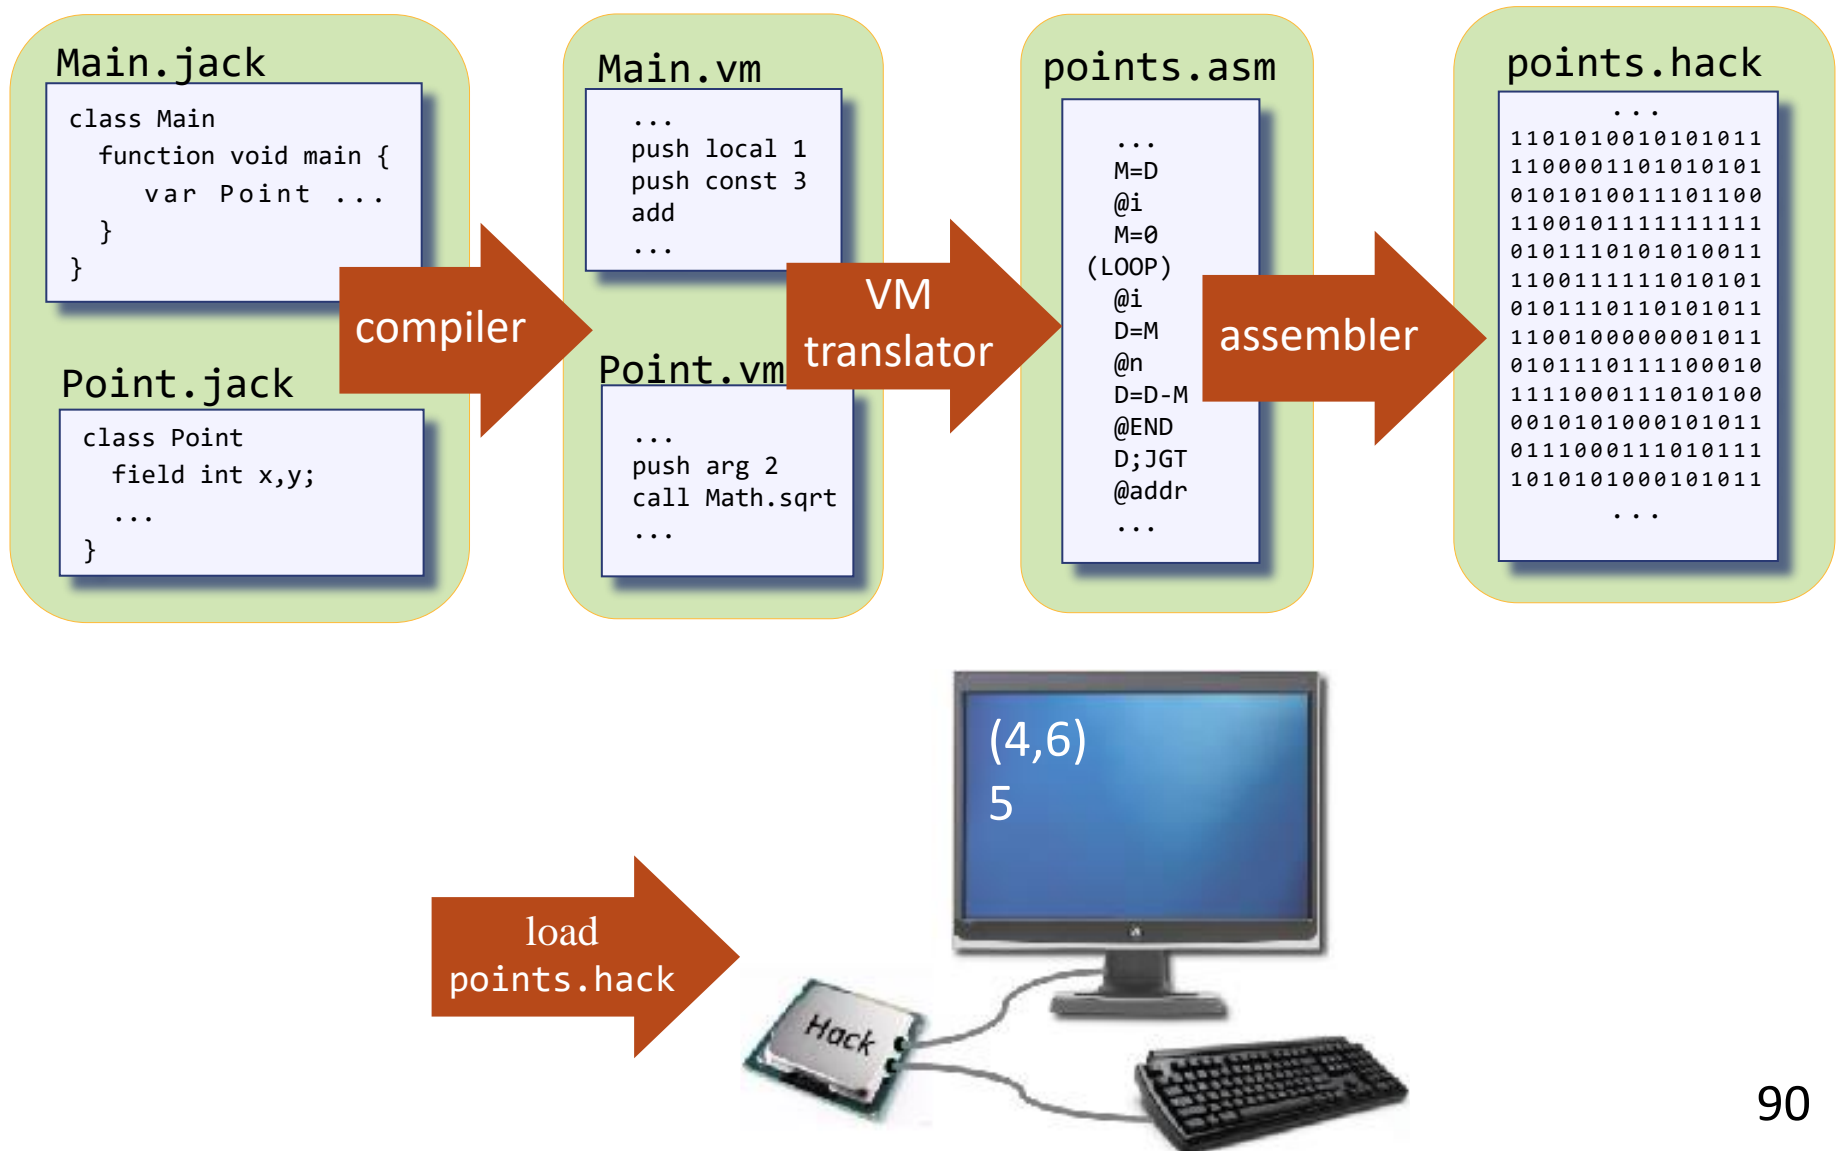 Main.jack
class Main
function void main {
var Point ...
}
}
Point.jack
class Point
field int x,y;
...
}
compiler
Main.vm
...
push local 1
push const 3
add
...
Point.vm
...
push arg 2
call Math.sqrt
...
VM
translator
points.asm
...
M=D
@i
M=0
(LOOP)
@i
D=M
@n
D=D-M
@END
D;JGT
@addr
...
assembler
points.hack
...
1101010010101011
1100001101010101
0101010011101100
1100101111111111
0101110101010011
1100111111010101
0101110110101011
1100100000001011
0101110111100010
1111000111010100
0010101000101011
0111000111010111
1010101000101011
...
load
points.hack
Hack
(4,6)
5
90